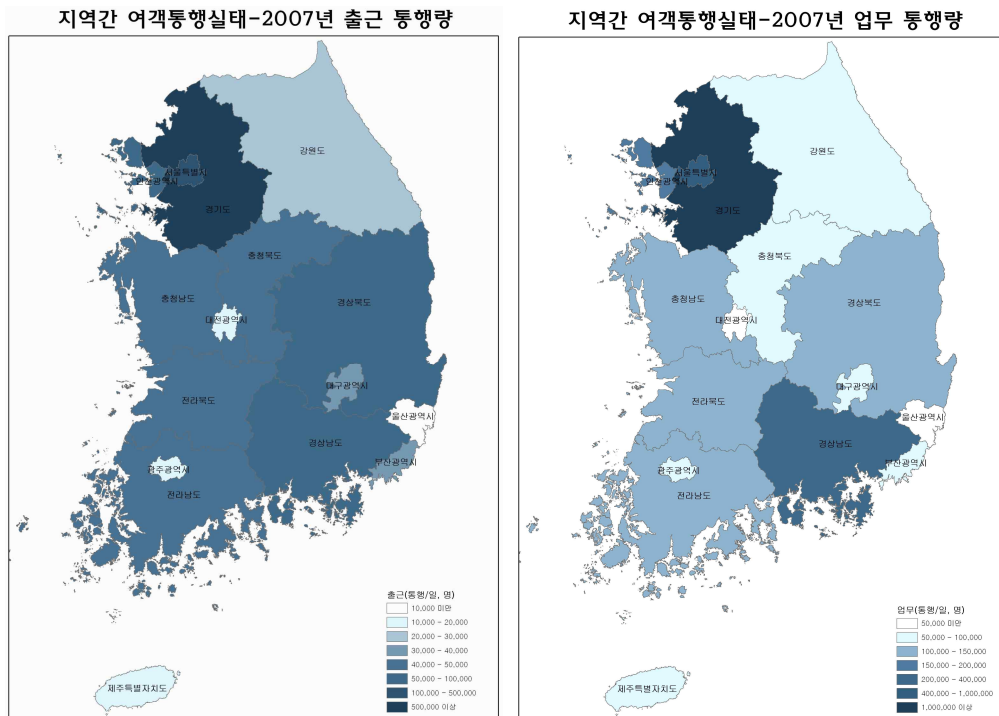 지역간 여객통행실태-2007년 출근 통행량
강원도
서울특별시
인천광역시
경기도
충청북도
충청남도
경상북도
대전광역시
대구광역시
전라북도
울산광역시
경상남도
부산광역시
광주광역시
전라남도
제주특별자치도
출근(통행/일, 명)
10,000 미만
10,000 - 20,000
20,000 - 30,000
30,000 - 40,000
40,000 - 50,000
50,000 - 100,000
100,000 - 500,000
500,000 이상
지역간 여객통행실태-2007년 업무 통행량
강원도
서울특별시
인천광역시
경기도
충청북도
충청남도
경상북도
대전광역시
대구광역시
전라북도
울산광역시
경상남도
부산광역시
광주광역시
전라남도
제주특별자치도
업무(통행/일, 명)
50,000 미만
50,000 - 100,000
100,000 - 150,000
150,000 - 200,000
200,000 - 400,000
400,000 - 1,000,000
1,000,000 이상